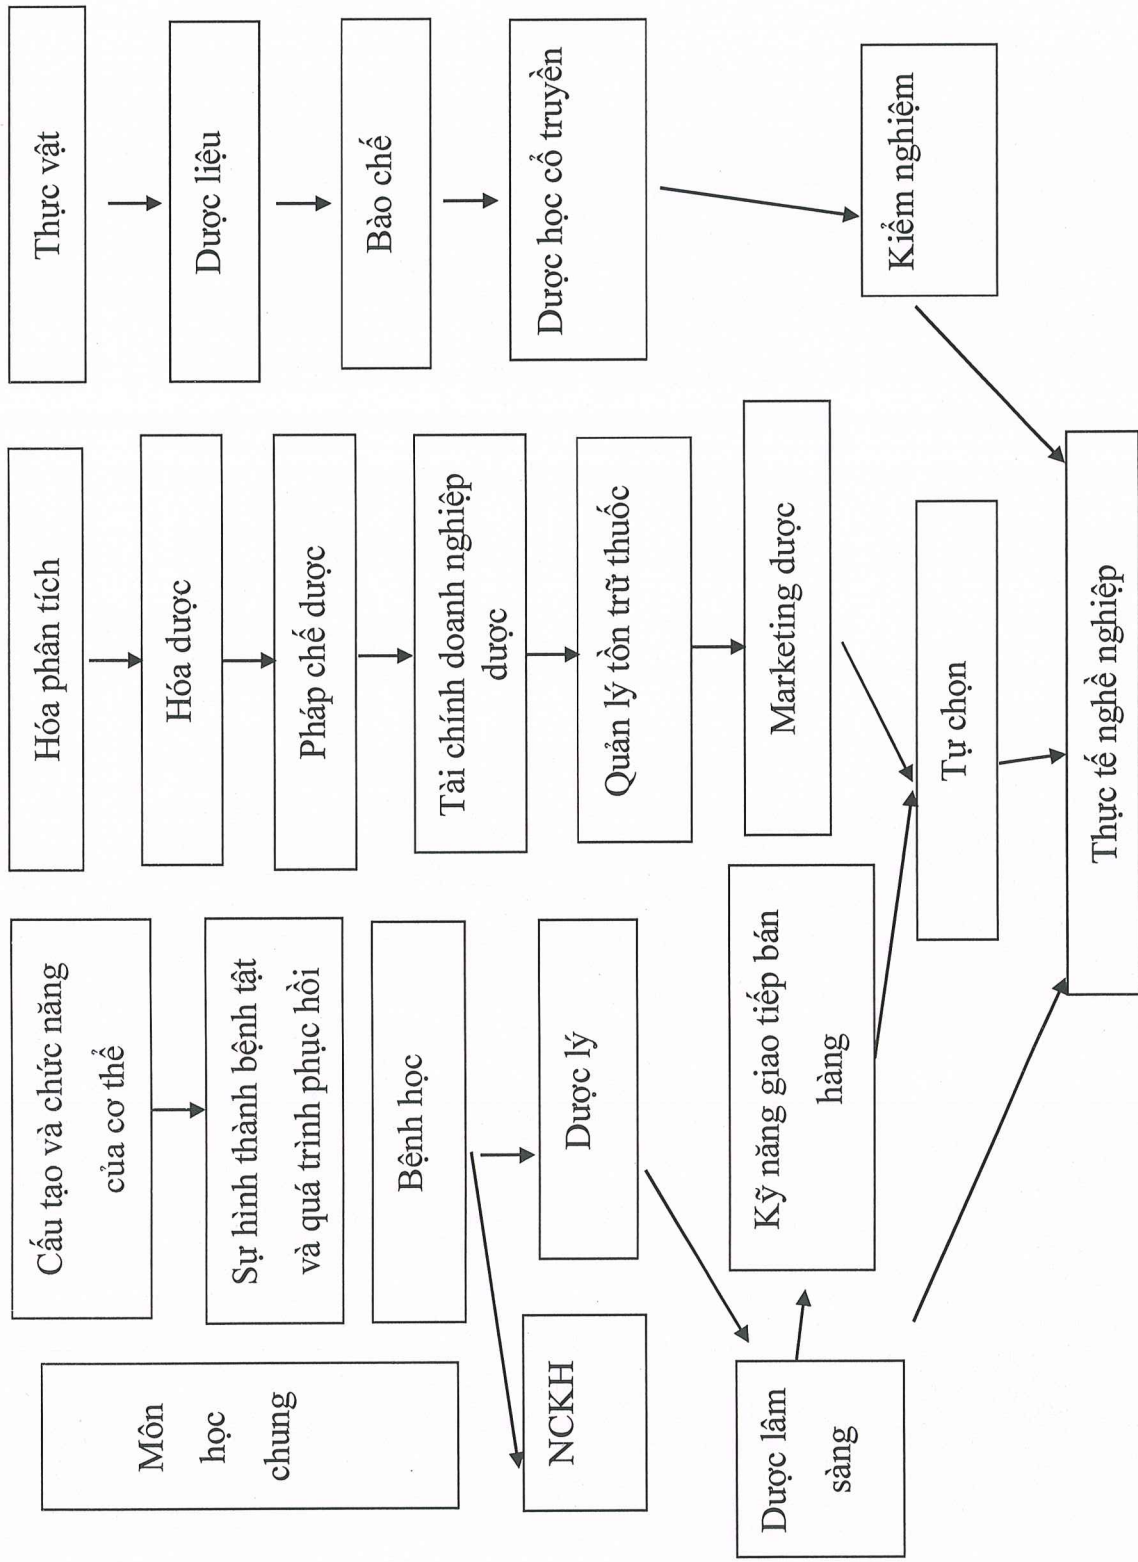 Môn
học
chung
Cấu tạo và chức năng
của cơ thể
Hóa phân tích
Thực vật
Sự hình thành bệnh tật
và quá trình phục hồi
Hóa dược
Dược liệu
Bệnh học
Pháp chế dược
Bào chế
NCKH
Dược lý
Tài chính doanh nghiệp
dược
Dược học cổ truyền
Quản lý tồn trữ thuốc
Dược lâm
sàng
Kỹ năng giao tiếp bán
hàng
Marketing dược
Kiểm nghiệm
Tự chọn
Thực tế nghề nghiệp